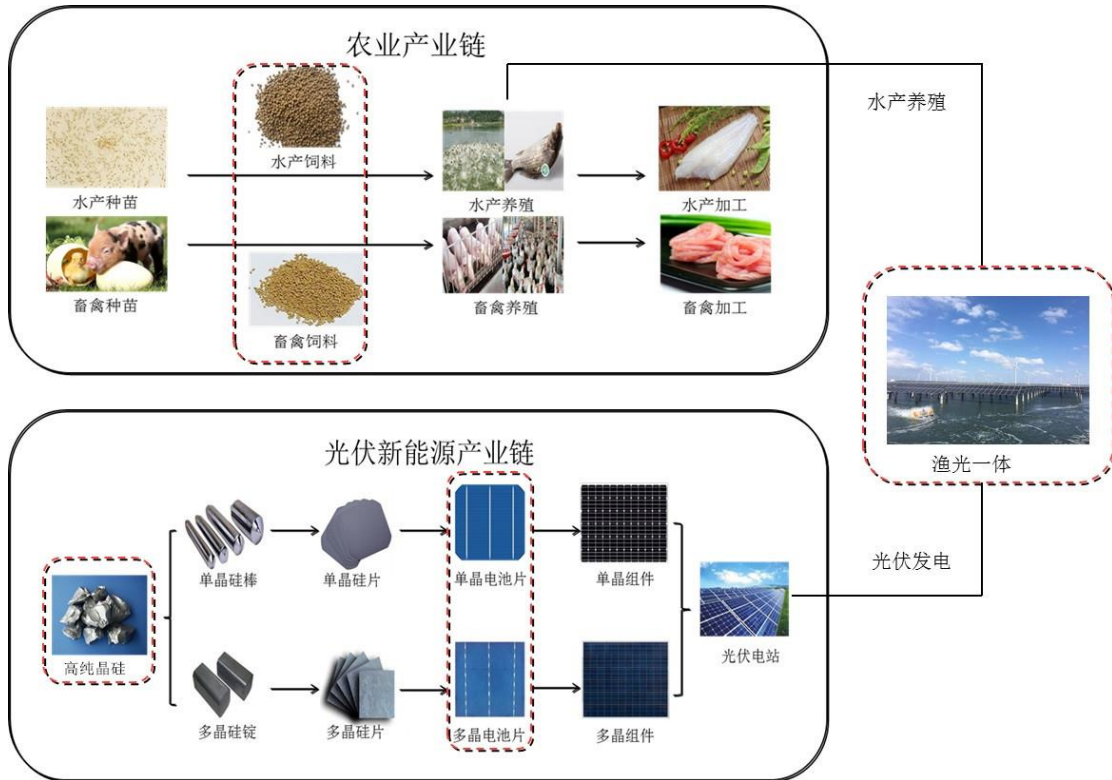 农业产业链
水产饲料
水产种苗
水产养殖
水产加工
畜禽种苗
畜禽饲料
畜禽养殖
畜禽加工
水产养殖
渔光一体
光伏发电
光伏新能源产业链
高纯晶硅
单晶硅棒
单晶硅片
单晶电池片
单晶组件
多晶硅锭
多晶硅片
多晶电池片
多晶组件
光伏电站